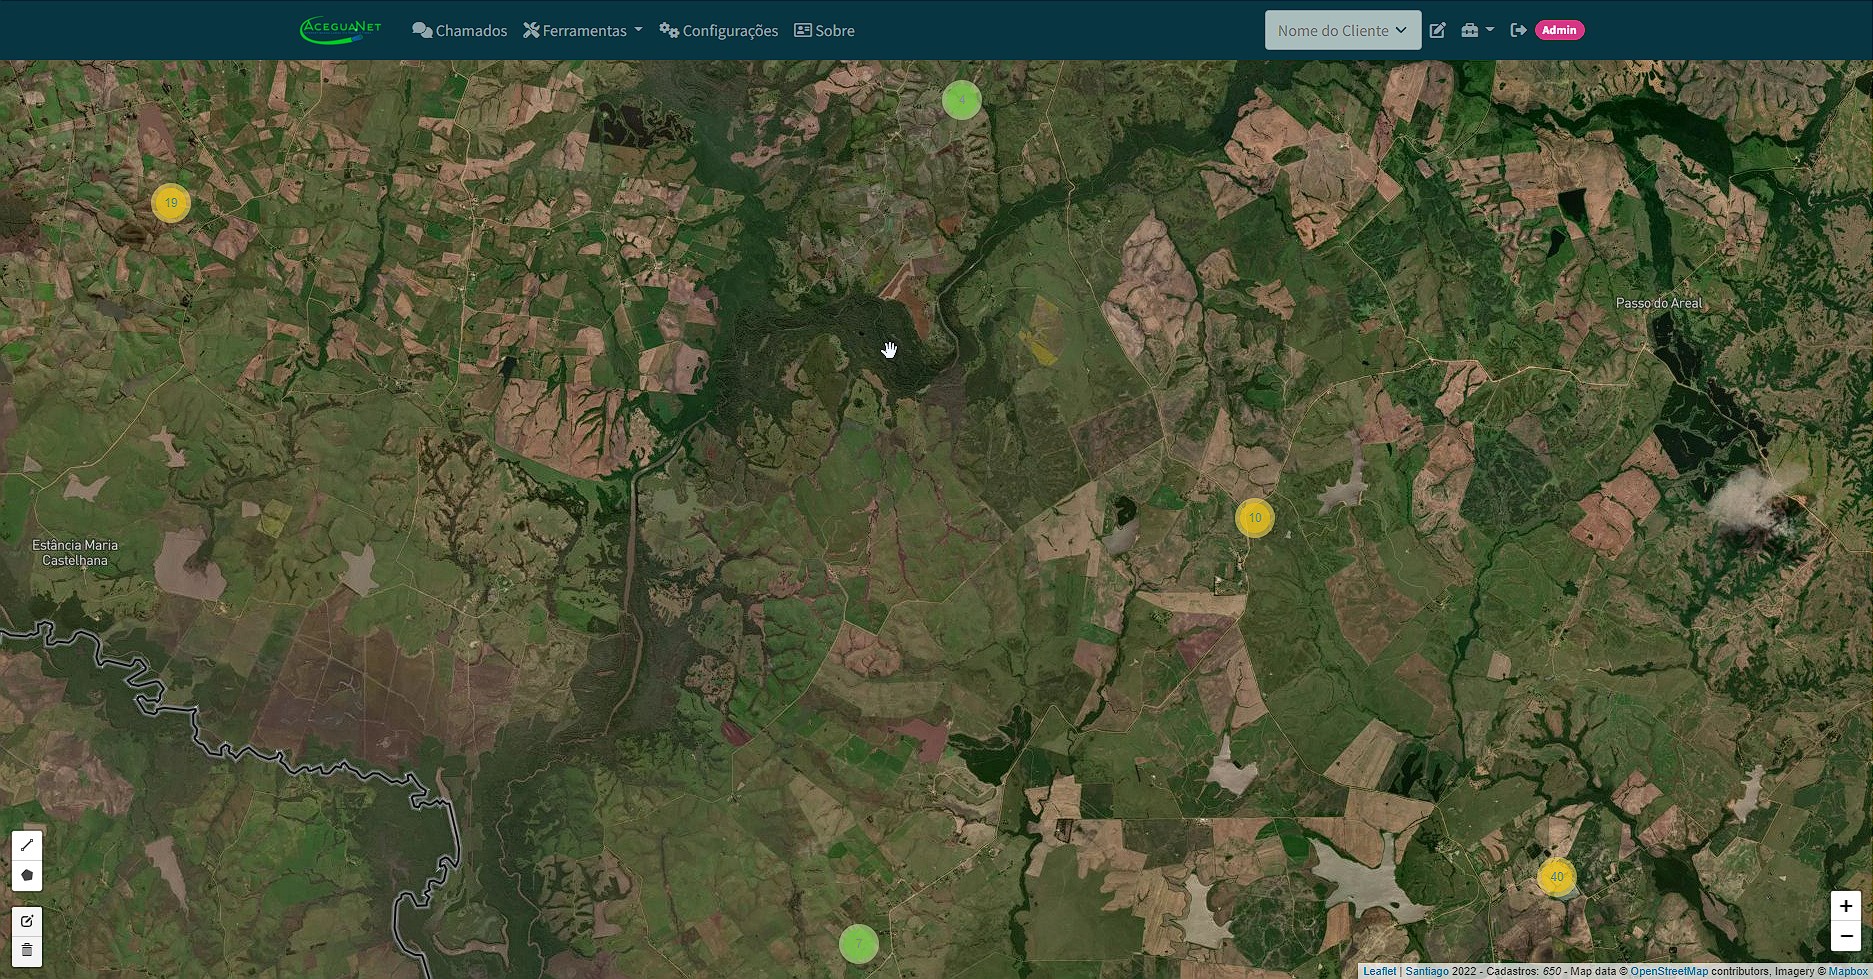 ACEGUANET
Chamados
Ferramentas
Configurações
Sobre
Nome do Cliente
Admin
4
19
Passo do Areal
10
Estância Maria
Castelhana
40
7
+
−
Leaflet | Santiago 2022 - Cadastros: 650 - Map data © OpenStreetMap contributors, Imagery © Mapbox